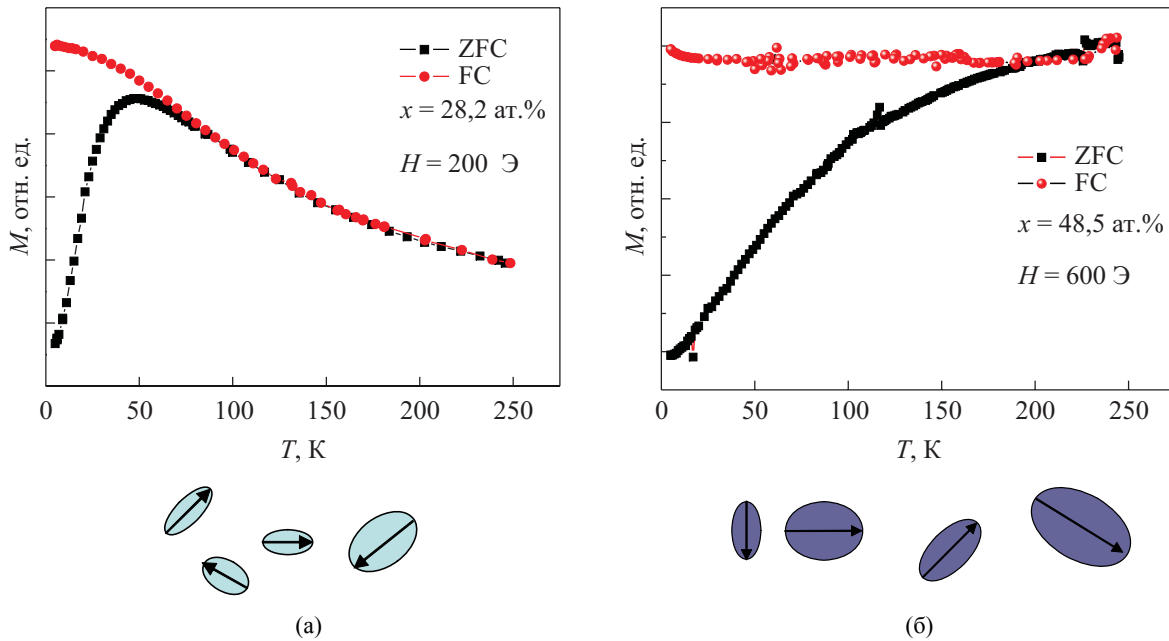 M, отн. ед.
ZFC
FC
x = 28,2 ат.%
H = 200 Э
0 50 100 150 200 250
T, К
(а)
M, отн. ед.
ZFC
FC
x = 48,5 ат.%
H = 600 Э
0 50 100 150 200 250
T, К
(б)